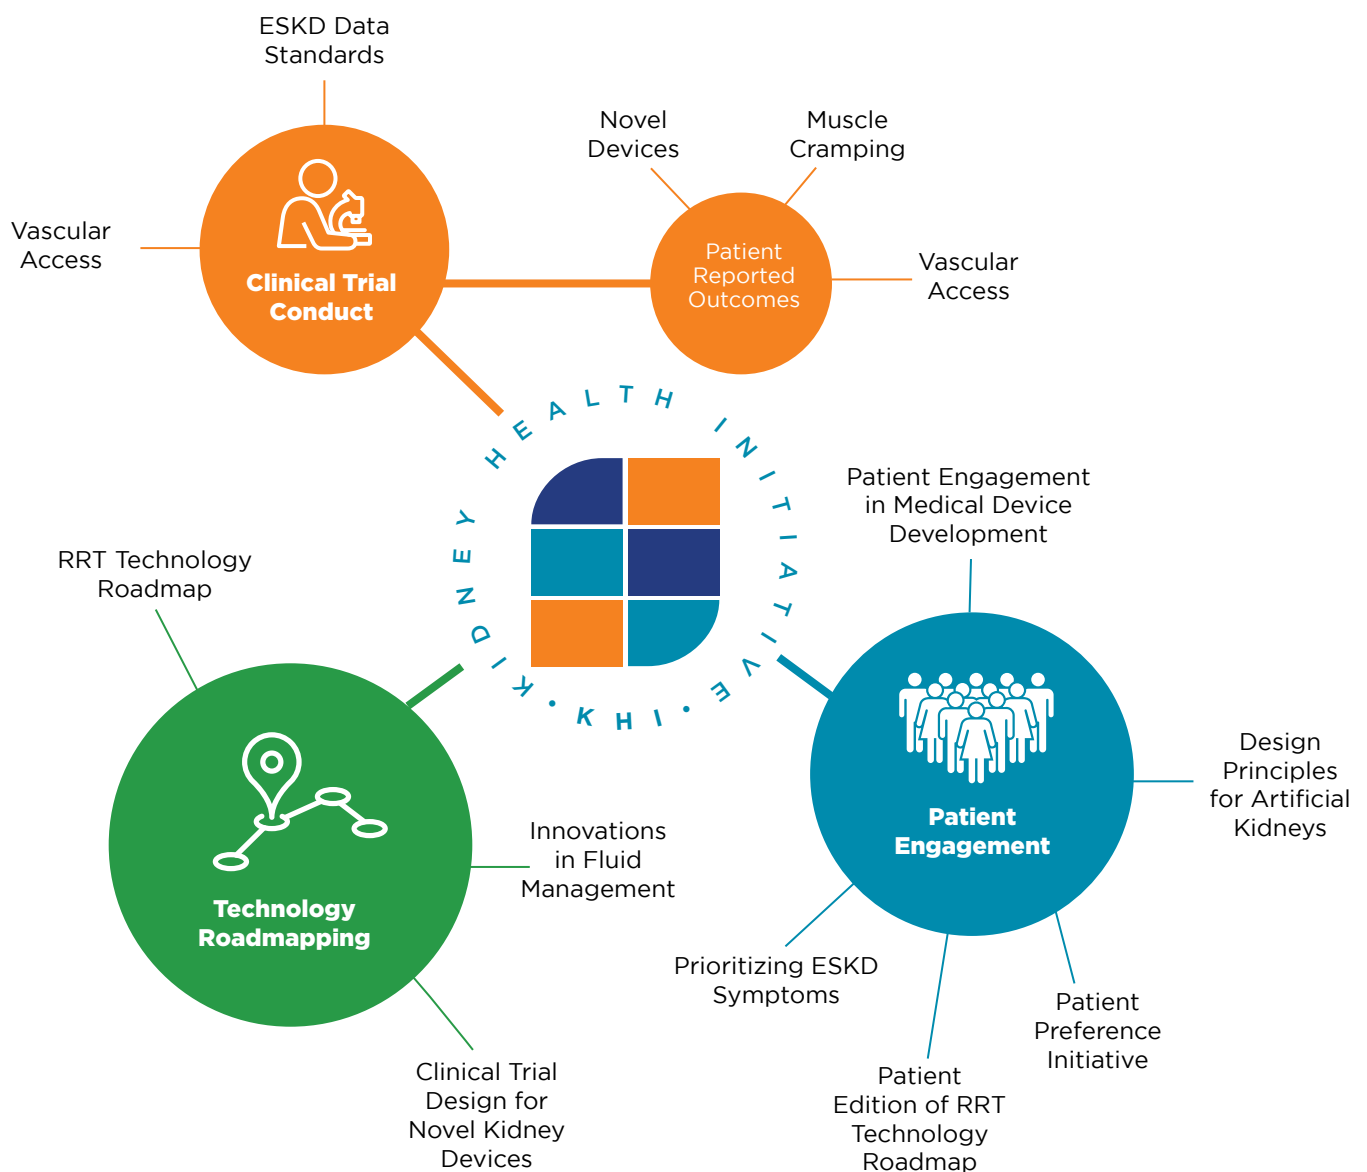 ESKD Data
Standards
Novel
Devices
Muscle
Cramping
Vascular
Access
Clinical Trial
Conduct
Patient
Reported
Outcomes
Vascular
Access
KIDNEY HEALTH INITIATIVE
• KHI •
Patient Engagement
in Medical Device
Development
RRT Technology
Roadmap
Design
Principles
for Artificial
Kidneys
Patient
Engagement
Innovations
in Fluid
Management
Technology
Roadmapping
Prioritizing ESKD
Symptoms
Patient
Preference
Initiative
Clinical Trial
Design for
Novel Kidney
Devices
Patient
Edition of RRT
Technology
Roadmap